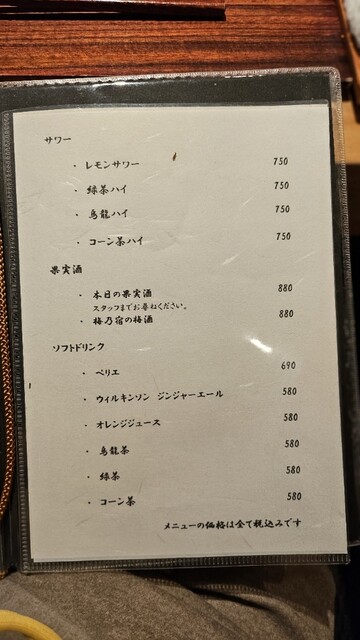 サワー
・ レモンサワー 750
・ 緑茶ハイ 750
・ 烏龍ハイ 750
・ コーン茶ハイ 750
果実酒
・ 本日の果実酒 880
スタッフまでお尋ねください。
・ 梅乃宿の梅酒 880
ソフトドリンク
・ ペリエ 690
・ ウィルキンソン ジンジャーエール 580
・ オレンジジュース 580
・ 烏龍茶 580
・ 緑茶 580
・ コーン茶 580
メニューの価格は全て税込みです